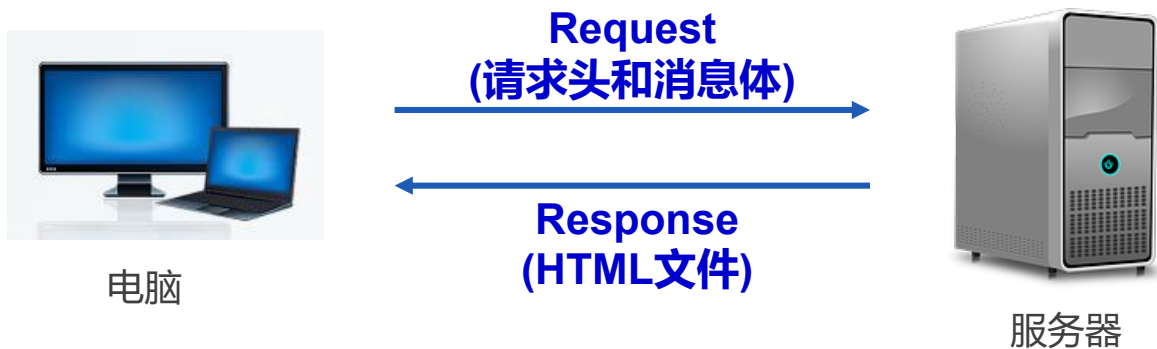 Request
(请求头和消息体)
Response
(HTML文件)
电脑
服务器